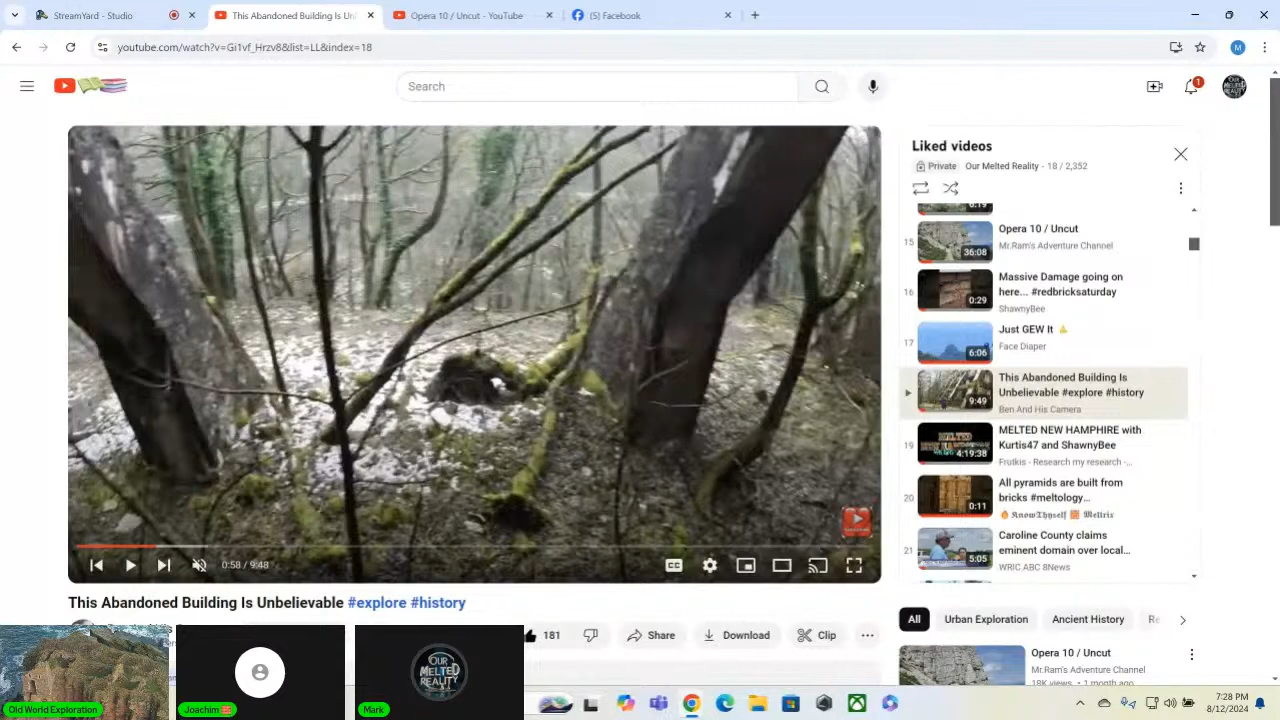 StreamYard - Studio
This Abandoned Building Is Un
Opera 10 / Uncut - YouTube
(5) Facebook
youtube.com/watch?v=Gi1vf_Hrzv8&list=LL&index=18
M
Search
1
Liked videos
Private Our Melted Reality - 18 / 2,352
15
Opera 10 / Uncut
Mr.Ram's Adventure Channel
36:08
16
Massive Damage going on
here... #redbricksaturday
ShawnyBee
0:29
17
Just GEW It
Face Diaper
6:06
This Abandoned Building Is
Unbelievable #explore #history
Ben And His Camera
9:49
19
MELTED NEW HAMPHIRE with
Kurtis47 and ShawnyBee
Frutkis - Research my research -...
4:19:38
20
All pyramids are built from
bricks #meltology...
KnowThyself Meltrix
0:11
21
Caroline County claims
eminent domain over local...
WRIC ABC 8News
5:05
0:58 / 9:48
CC
This Abandoned Building Is Unbelievable #explore #history
181
Share
Download
Clip
All
Urban Exploration
Ancient History
Re
Opera 10 / Uncut
Mr.Ram's Adventure Channel
18K views • 1 month ago
Old World Exploration
Joachim
OUR
MELTED
REALITY
Mark
7:28 PM
8/12/2024